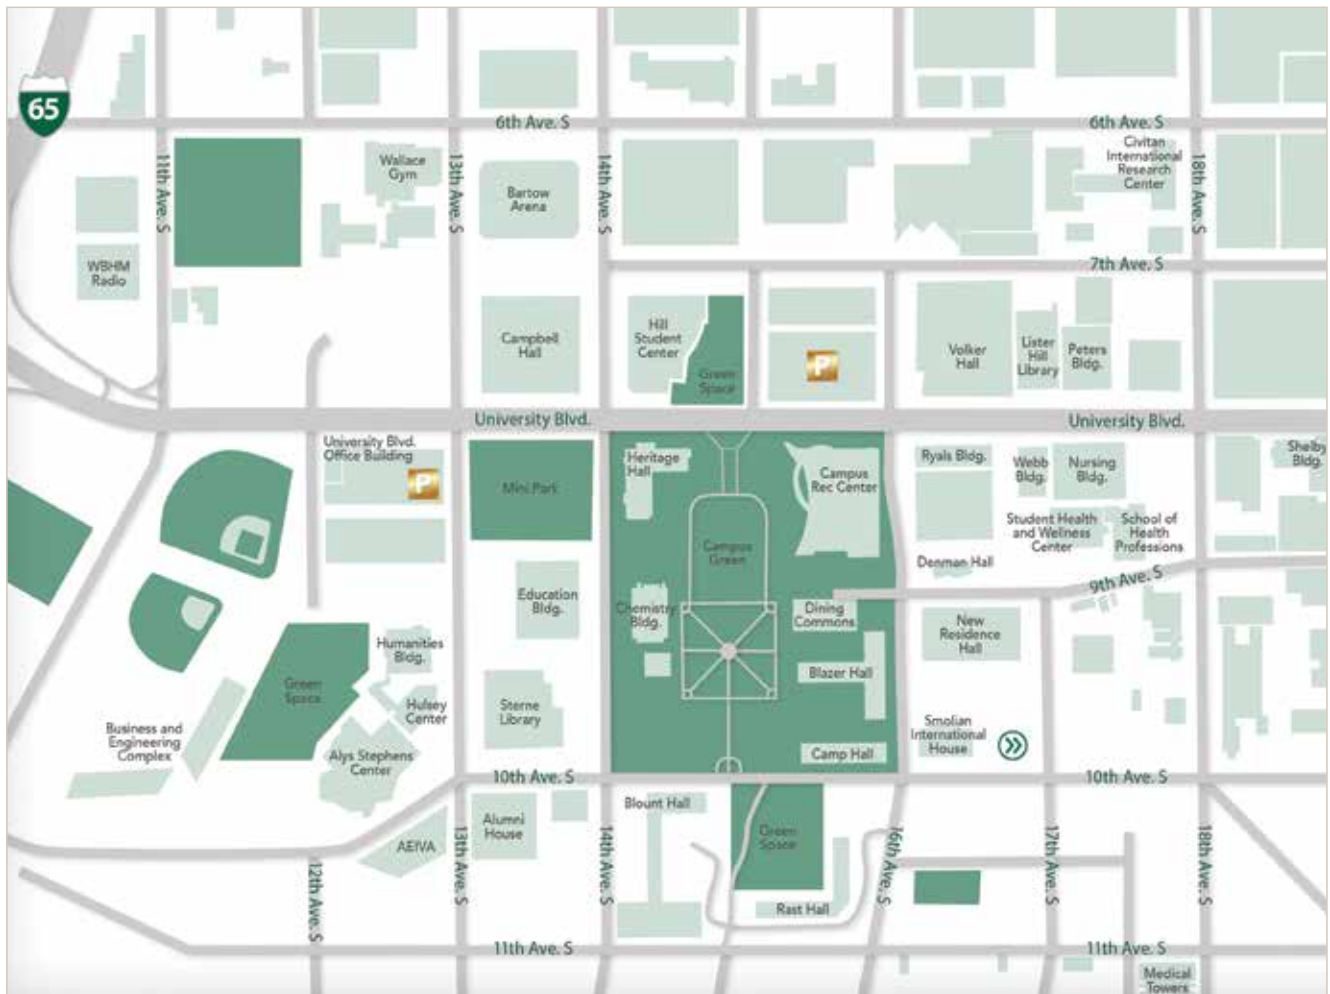 65
6th Ave. S
6th Ave. S
11th Ave. S
Wallace
Gym
13th Ave. S
Bartow
Arena
14th Ave. S
Civitan
International
Research
Center
18th Ave. S
WBHM
Radio
7th Ave. S
Campbell
Hall
Hill
Student
Center
Green
Space
P
Volker
Hall
Lister
Hill
Library
Peters
Bldg.
University Blvd.
University Blvd.
University Blvd.
Office Building
P
Mini Park
Heritage
Hall
Campus
Rec Center
Campus
Green
Ryals Bldg.
Webb
Bldg.
Nursing
Bldg.
Shelby
Bldg.
Student Health
and Wellness
Center
School of
Health
Professions
Denman Hall
9th Ave. S
Education
Bldg.
Chemistry
Bldg.
Dining
Commons
New
Residence
Hall
Humanities
Bldg.
Green
Space
Hulsey
Center
Sterne
Library
Blazer Hall
Business and
Engineering
Complex
Alys Stephens
Center
Camp Hall
Smolian
International
House
10th Ave. S
10th Ave. S
AEIVA
Alumni
House
Blount Hall
Green
Space
Rast Hall
12th Ave. S
13th Ave. S
14th Ave. S
16th Ave. S
17th Ave. S
18th Ave. S
11th Ave. S
11th Ave. S
Medical
Towers